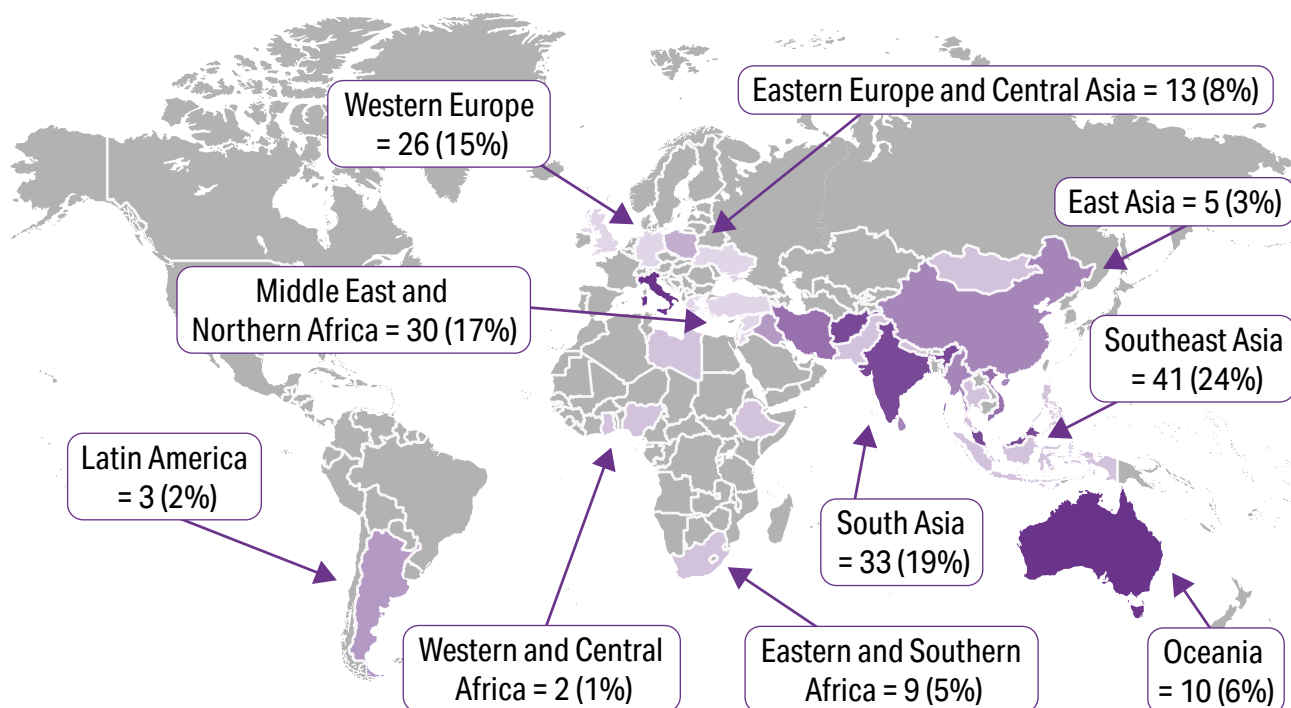 Western Europe
= 26 (15%)
Eastern Europe and Central Asia = 13 (8%)
East Asia = 5 (3%)
Middle East and
Northern Africa = 30 (17%)
Southeast Asia
= 41 (24%)
Latin America
= 3 (2%)
South Asia
= 33 (19%)
Western and Central
Africa = 2 (1%)
Eastern and Southern
Africa = 9 (5%)
Oceania
= 10 (6%)